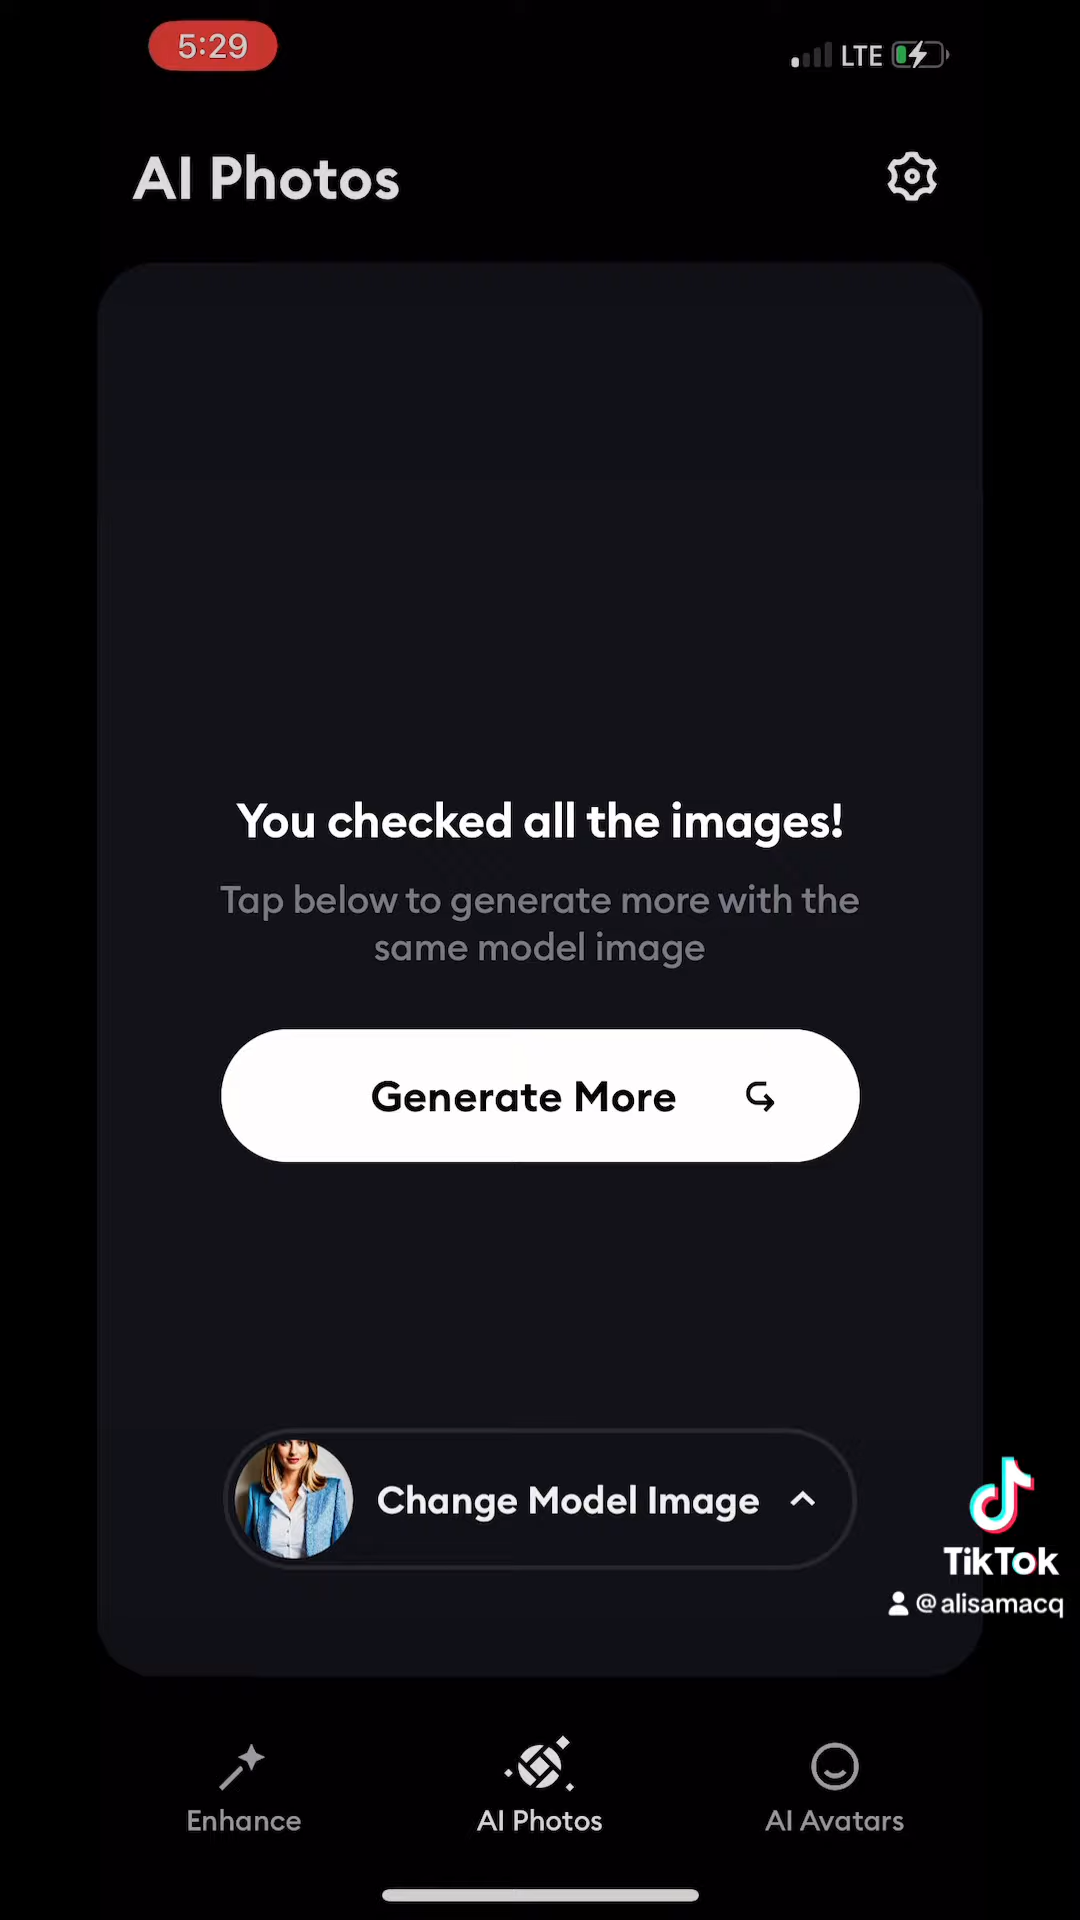 5:29
LTE
AI Photos
You checked all the images!
Tap below to generate more with the
same model image
Generate More
Change Model Image
TikTok
@alisamacq
Enhance
AI Photos
AI Avatars